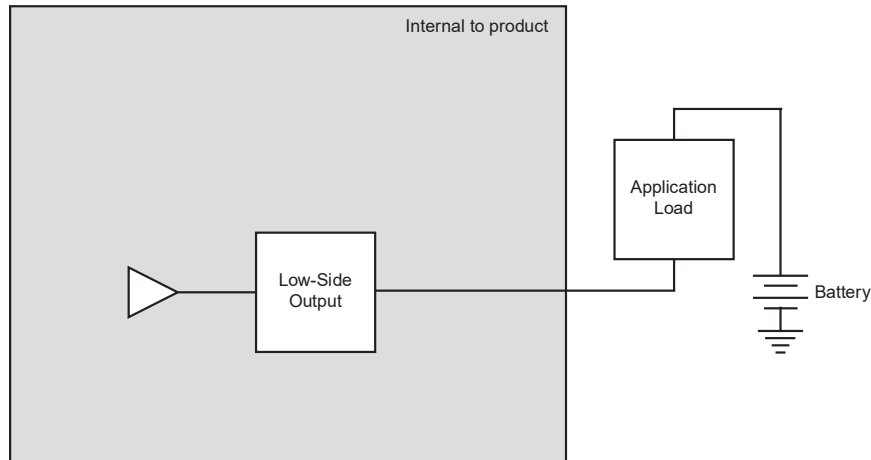 Internal to product
Application
Load
Low-Side
Output
Battery